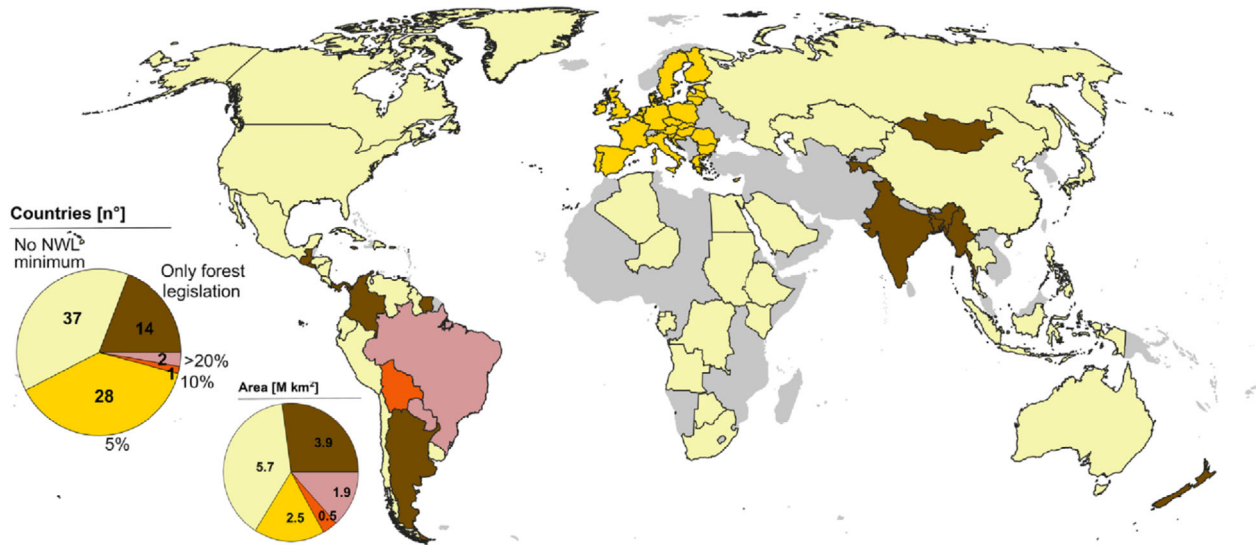 Countries [n°]
No NWL
minimum
Only forest
legislation
37
14
2
>20%
1
10%
28
5%
Area [M km²]
3.9
5.7
1.9
2.5
0.5